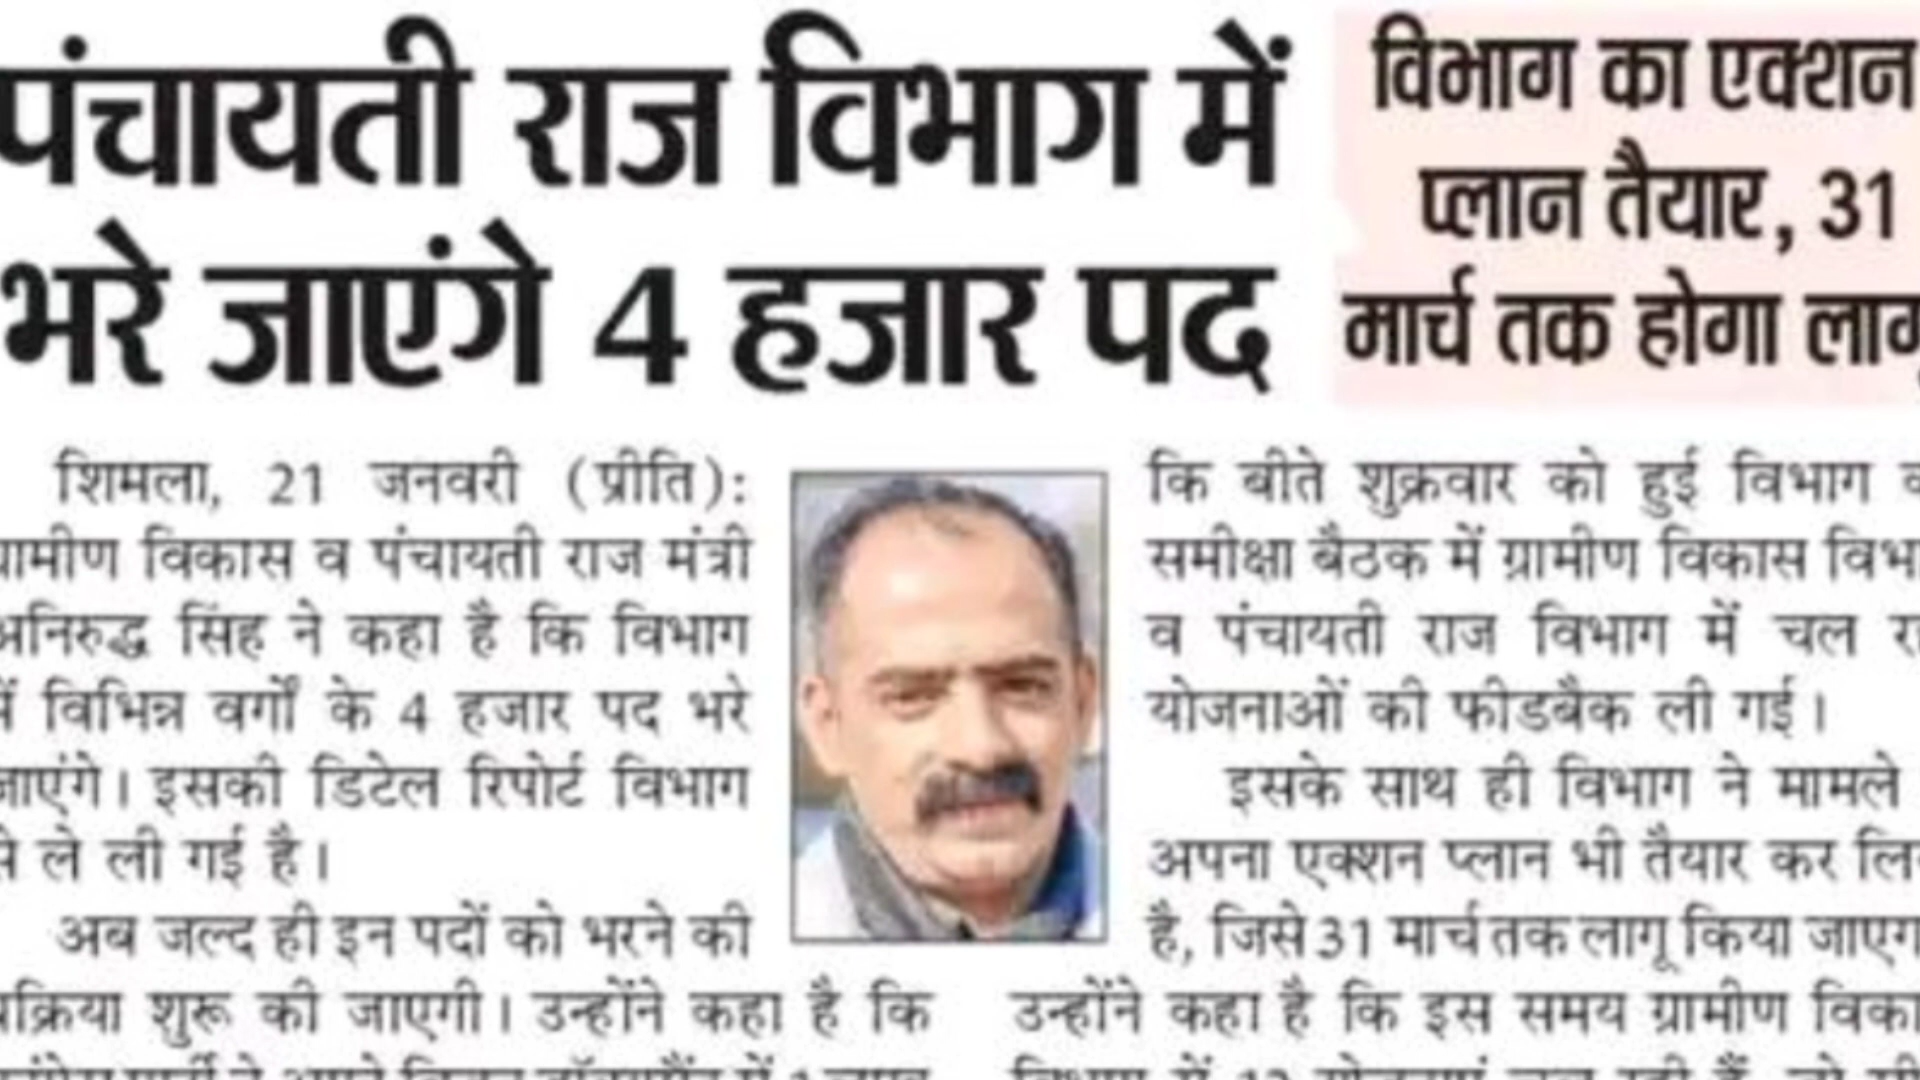 पंचायती राज विभाग में
भरे जाएंगे 4 हजार पद
विभाग का एक्शन
प्लान तैयार, 31
मार्च तक होगा लागू
शिमला, 21 जनवरी (प्रीति):
ग्रामीण विकास व पंचायती राज मंत्री
अनिरुद्ध सिंह ने कहा है कि विभाग
में विभिन्न वर्गों के 4 हजार पद भरे
जाएंगे। इसकी डिटेल रिपोर्ट विभाग
से ले ली गई है।
अब जल्द ही इन पदों को भरने की
प्रक्रिया शुरू की जाएगी। उन्होंने कहा है कि
कि बीते शुक्रवार को हुई विभाग
समीक्षा बैठक में ग्रामीण विकास
व पंचायती राज विभाग में चल
योजनाओं की फीडबैक ली गई।
इसके साथ ही विभाग ने मामले
अपना एक्शन प्लान भी तैयार कर
है, जिसे 31 मार्च तक लागू किया
उन्होंने कहा है कि इस समय ग्रामीण